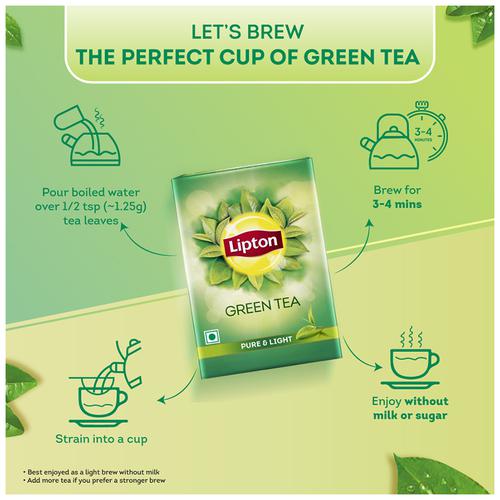 LET'S BREW
THE PERFECT CUP OF GREEN TEA
Pour boiled water
over 1/2 tsp (~1.25g)
tea leaves
3-4
MINUTES
Brew for
3-4 mins
Lipton
GREEN TEA
PURE & LIGHT
Strain into a cup
Enjoy without
milk or sugar
• Best enjoyed as a light brew without milk
• Add more tea if you prefer a stronger brew